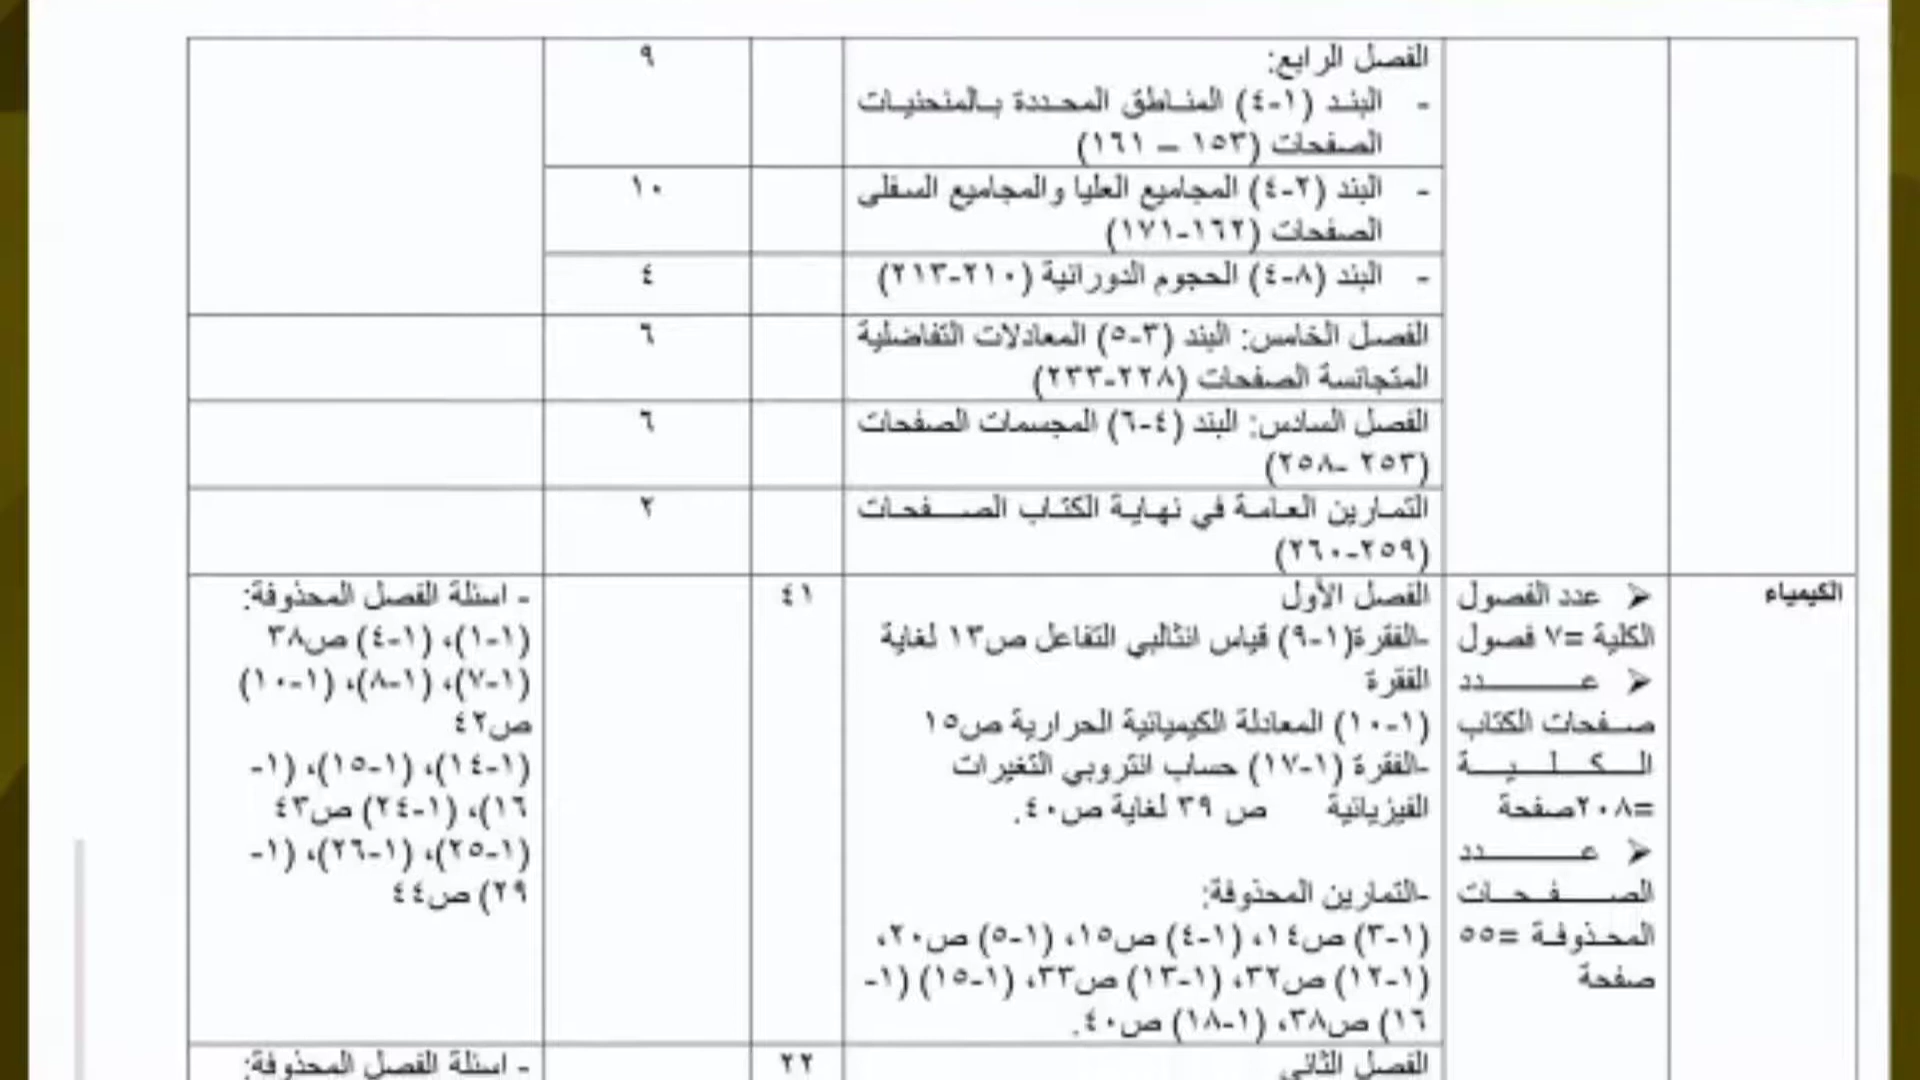 الفصل الرابع:
- البند (١-٤) المناطق المحددة بالمنحنيات
الصفحات (١٥٣ – ١٦١)
٩
- البند (٢-٤) المجاميع العليا والمجاميع السفلى
الصفحات (١٦٢-١٧١)
١٠
- البند (٨-٤) الحجوم الدورانية (٢١٠-٢١٣)
٤
الفصل الخامس: البند (٣-٥) المعادلات التفاضلية
المتجانسة الصفحات (٢٢٨-٢٣٣)
٦
الفصل السادس: البند (٤-٦) المجسمات الصفحات
(٢٥٣ -٢٥٨)
٦
التمارين العامة في نهاية الكتاب الصفحات
(٢٥٩-٢٦٠)
٢
الكيمياء
⮚ عدد الفصول
الكلية =٧ فصول
⮚ عدد
صفحات الكتاب
الكلية
=٢٠٨صفحة
⮚ عدد
الصفحات
المحذوفة =٥٥
صفحة
الفصل الأول
-الفقرة(١-٩) قياس انثالبي التفاعل ص١٣ لغاية
الفقرة
(١-١٠) المعادلة الكيميائية الحرارية ص١٥
-الفقرة (١-١٧) حساب انتروبي التغيرات
الفيزيائية ص ٣٩ لغاية ص٤٠.
-التمارين المحذوفة:
(١-٣) ص١٤، (١-٤) ص١٥، (١-٥) ص٢٠،
(١-١٢) ص٣٢، (١-١٣) ص٣٣، (١-١٥) (١-
١٦) ص٣٨، (١-١٨) ص٤٠.
٤١
- اسئلة الفصل المحذوفة:
(١-١)، (١-٤) ص٣٨
(١-٧)، (١-٨)، (١-١٠)
ص٤٢
(١-١٤)، (١-١٥)، (١-
١٦)، (١-٢٤) ص٤٣
(١-٢٥)، (١-٢٦)، (١-
٢٩) ص٤٤
الفصل الثاني
٢٢
- اسئلة الفصل المحذوفة: